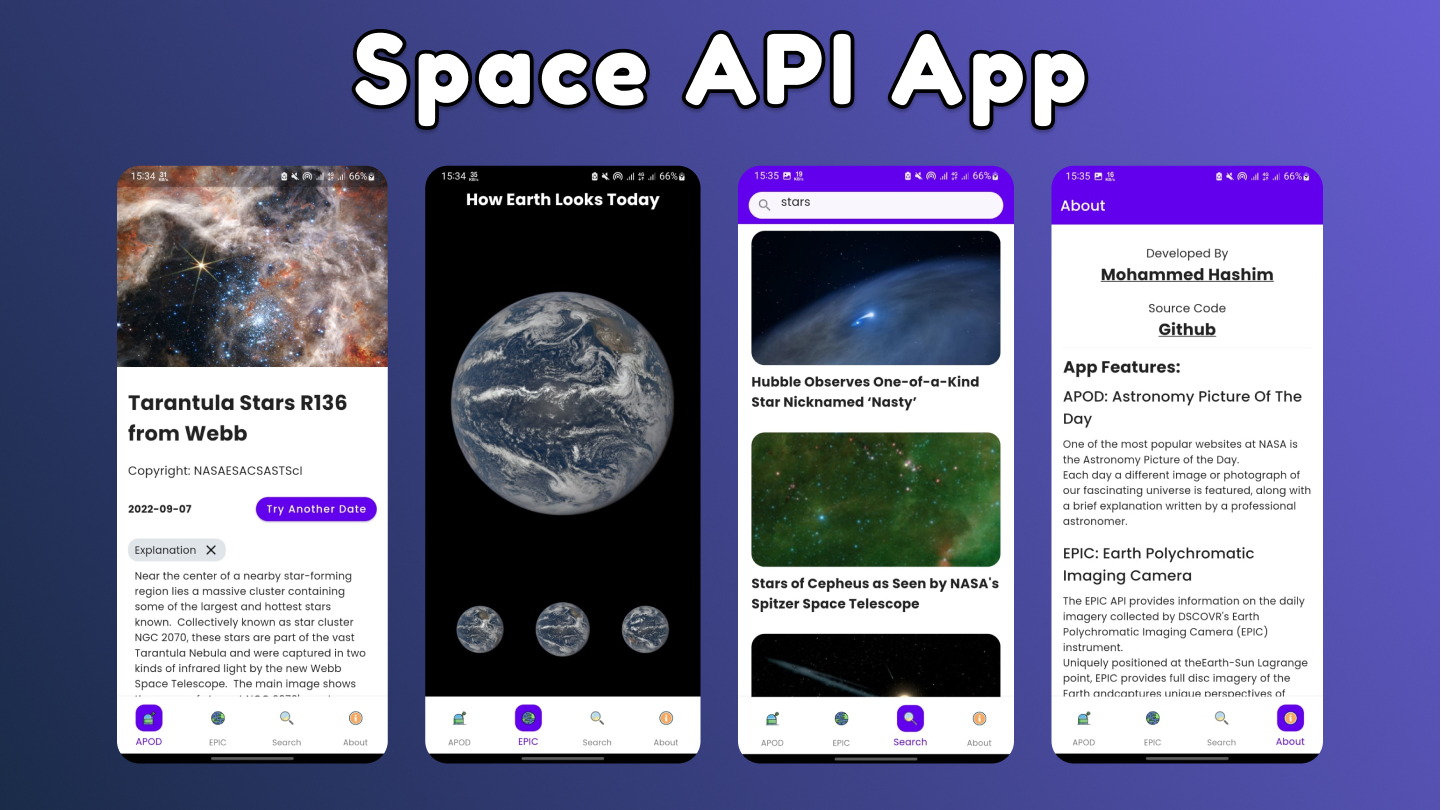 Space API App
15:34 31 KB/s 66%
Tarantula Stars R136
from Webb
Copyright: NASAESACSASTScI
2022-09-07
Try Another Date
Explanation
Near the center of a nearby star-forming
region lies a massive cluster containing
some of the largest and hottest stars
known. Collectively known as star cluster
NGC 2070, these stars are part of the vast
Tarantula Nebula and were captured in two
kinds of infrared light by the new Webb
Space Telescope. The main image shows
APOD
EPIC
Search
About
15:34 35 KB/s 66%
How Earth Looks Today
APOD
EPIC
Search
About
15:35 19 KB/s 66%
stars
Hubble Observes One-of-a-Kind
Star Nicknamed ‘Nasty’
Stars of Cepheus as Seen by NASA's
Spitzer Space Telescope
APOD
EPIC
Search
About
15:35 16 KB/s 66%
About
Developed By
Mohammed Hashim
Source Code
Github
App Features:
APOD: Astronomy Picture Of The
Day
One of the most popular websites at NASA is
the Astronomy Picture of the Day.
Each day a different image or photograph of
our fascinating universe is featured, along with
a brief explanation written by a professional
astronomer.
EPIC: Earth Polychromatic
Imaging Camera
The EPIC API provides information on the daily
imagery collected by DSCOVR's Earth
Polychromatic Imaging Camera (EPIC)
instrument.
Uniquely positioned at theEarth-Sun Lagrange
point, EPIC provides full disc imagery of the
Earth andcaptures unique perspectives of
APOD
EPIC
Search
About